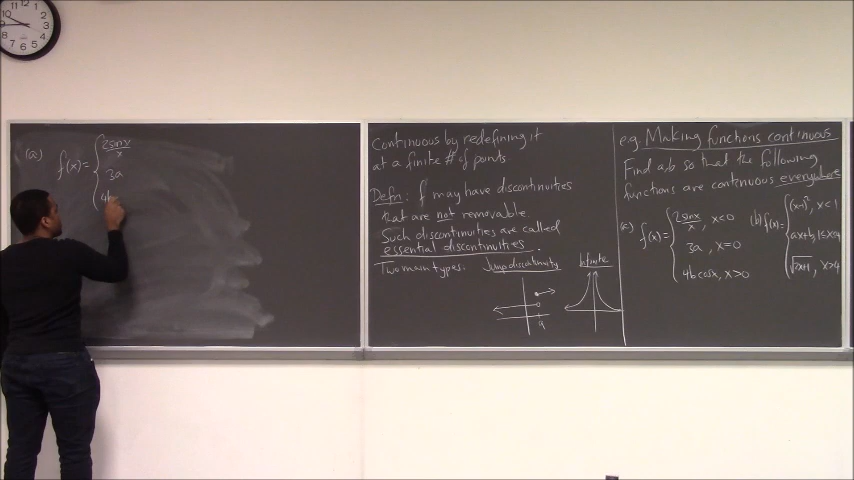 (a)
f(x) = { 2sinx/x
3a
4b
Continuous by redefining it
at a finite # of points
Defn: f may have discontinuities
that are not removable.
Such discontinuities are called
essential discontinuities.
Two main types: Jump discontinuity Infinite
a
e.g. Making functions continuous
Find a,b so that the following
functions are continuous everywhere
(a) f(x) = { 2sinx/x, x<0
3a, x=0
4b cosx, x>0
(b) f(x) = { (x-1)², x<1
ax+b, 1≤x≤4
√2x+1, x>4